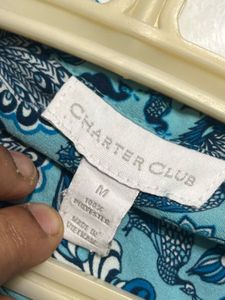 CHARTER CLUB
M
100%
POLYESTER
MADE IN
VIETNAM